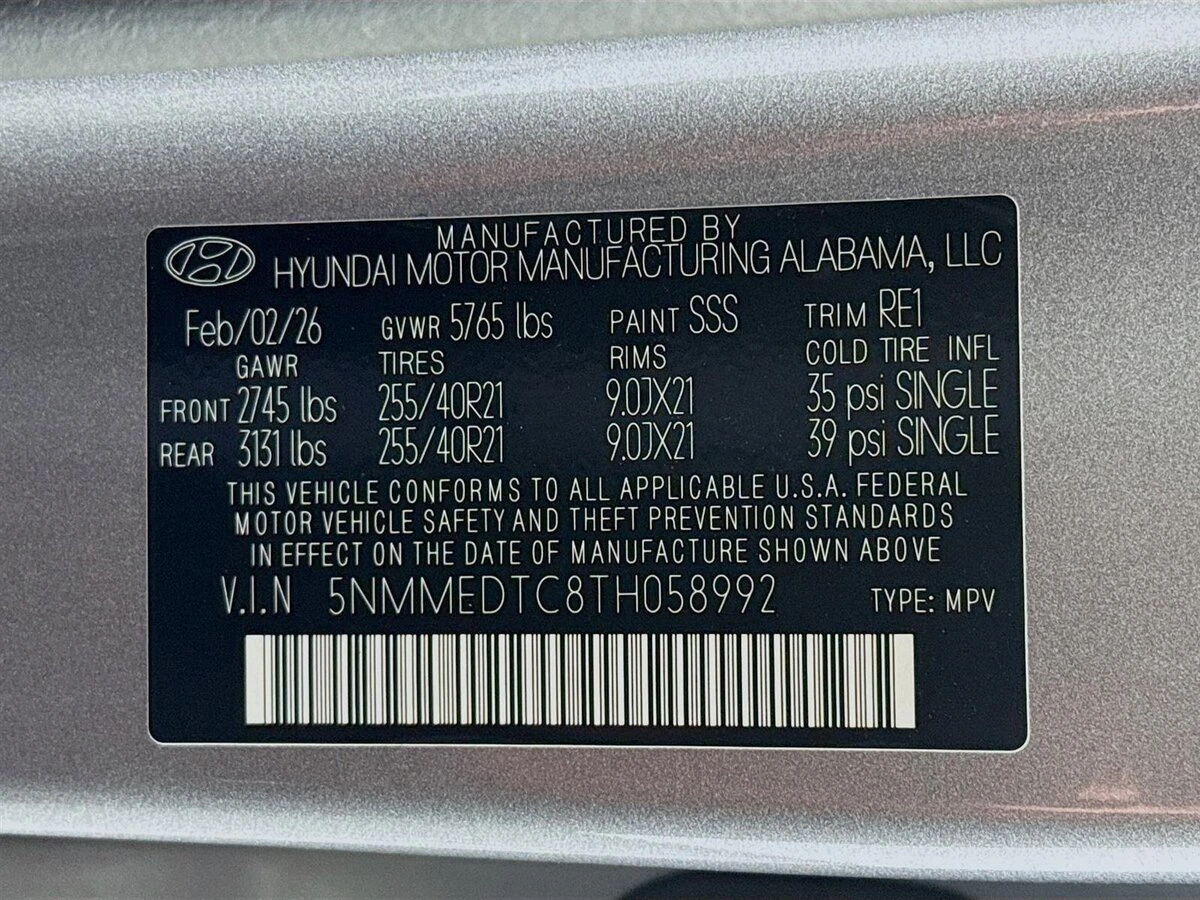 MANUFACTURED BY
HYUNDAI MOTOR MANUFACTURING ALABAMA, LLC
Feb/02/26 GVWR 5765 lbs PAINT SSS TRIM RE1
GAWR TIRES RIMS COLD TIRE INFL
FRONT 2745 lbs 255/40R21 9.0JX21 35 psi SINGLE
REAR 3131 lbs 255/40R21 9.0JX21 39 psi SINGLE
THIS VEHICLE CONFORMS TO ALL APPLICABLE U.S.A. FEDERAL
MOTOR VEHICLE SAFETY AND THEFT PREVENTION STANDARDS
IN EFFECT ON THE DATE OF MANUFACTURE SHOWN ABOVE
V.I.N 5NMMEDTC8TH058992 TYPE: MPV